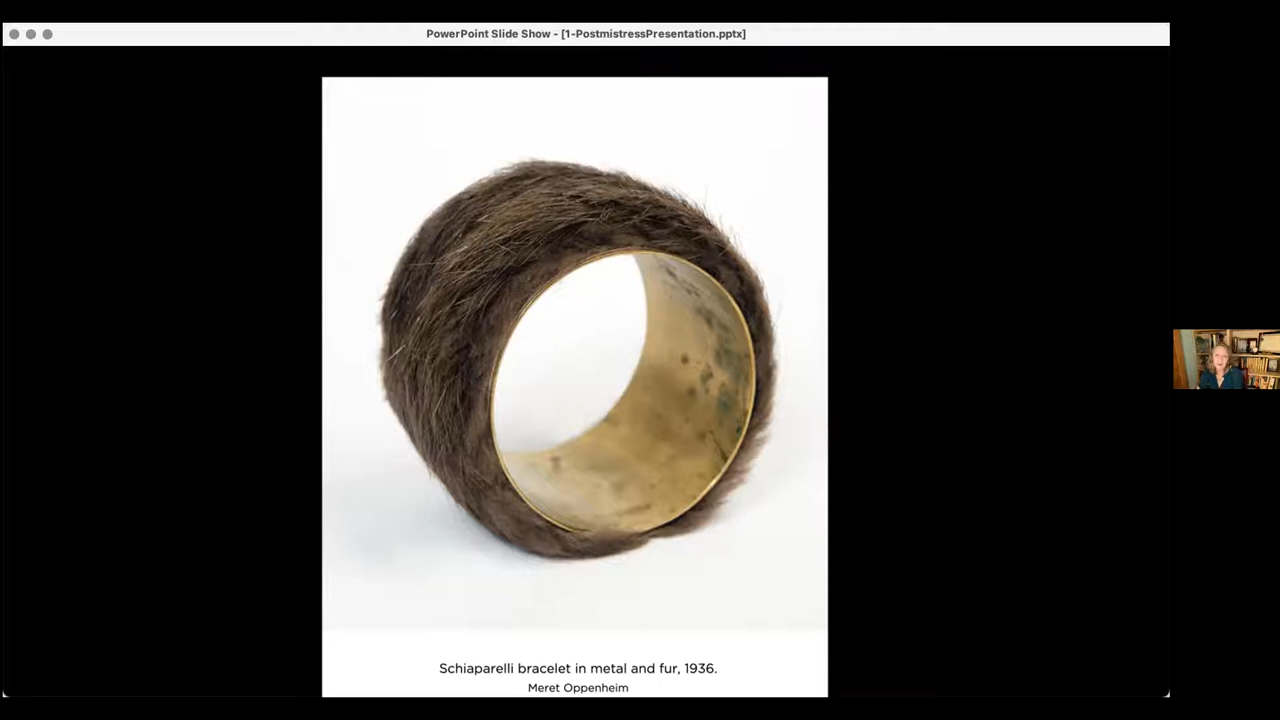 PowerPoint Slide Show - [1-PostmistressPresentation.pptx]
Schiaparelli bracelet in metal and fur, 1936.
Meret Oppenheim